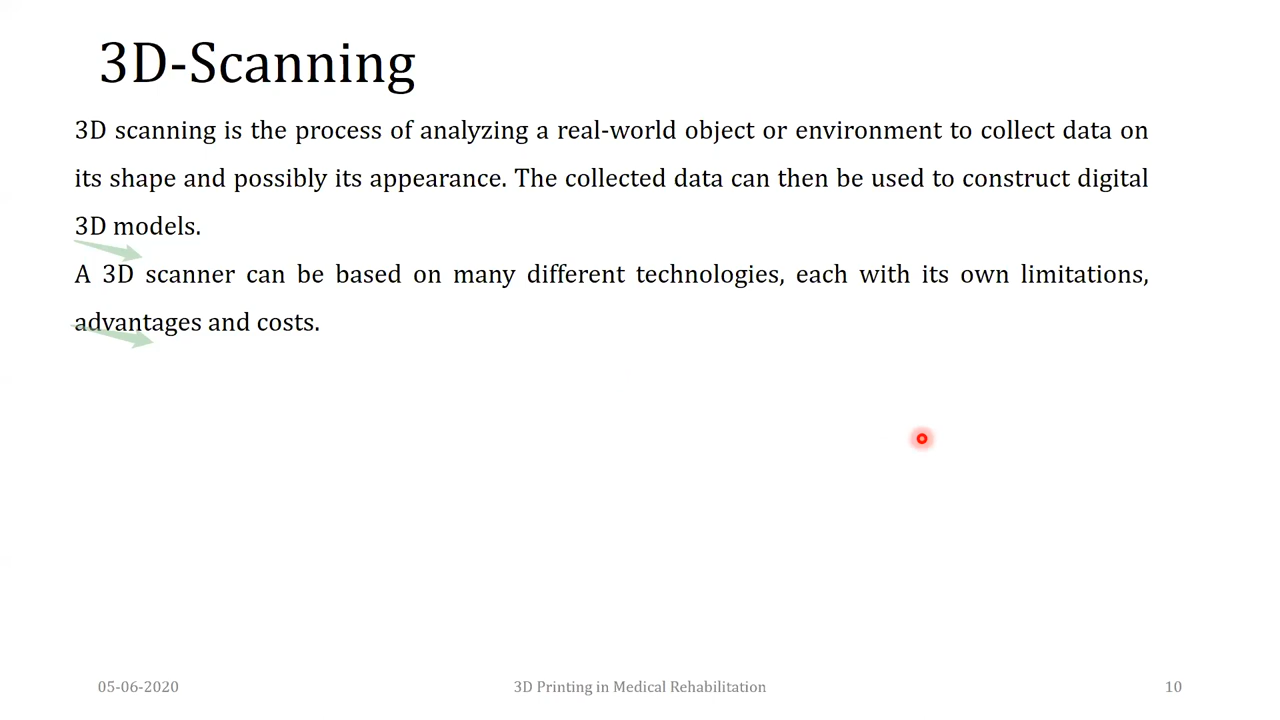 3D-Scanning
3D scanning is the process of analyzing a real-world object or environment to collect data on
its shape and possibly its appearance. The collected data can then be used to construct digital
3D models.
A 3D scanner can be based on many different technologies, each with its own limitations,
advantages and costs.
05-06-2020
3D Printing in Medical Rehabilitation
10